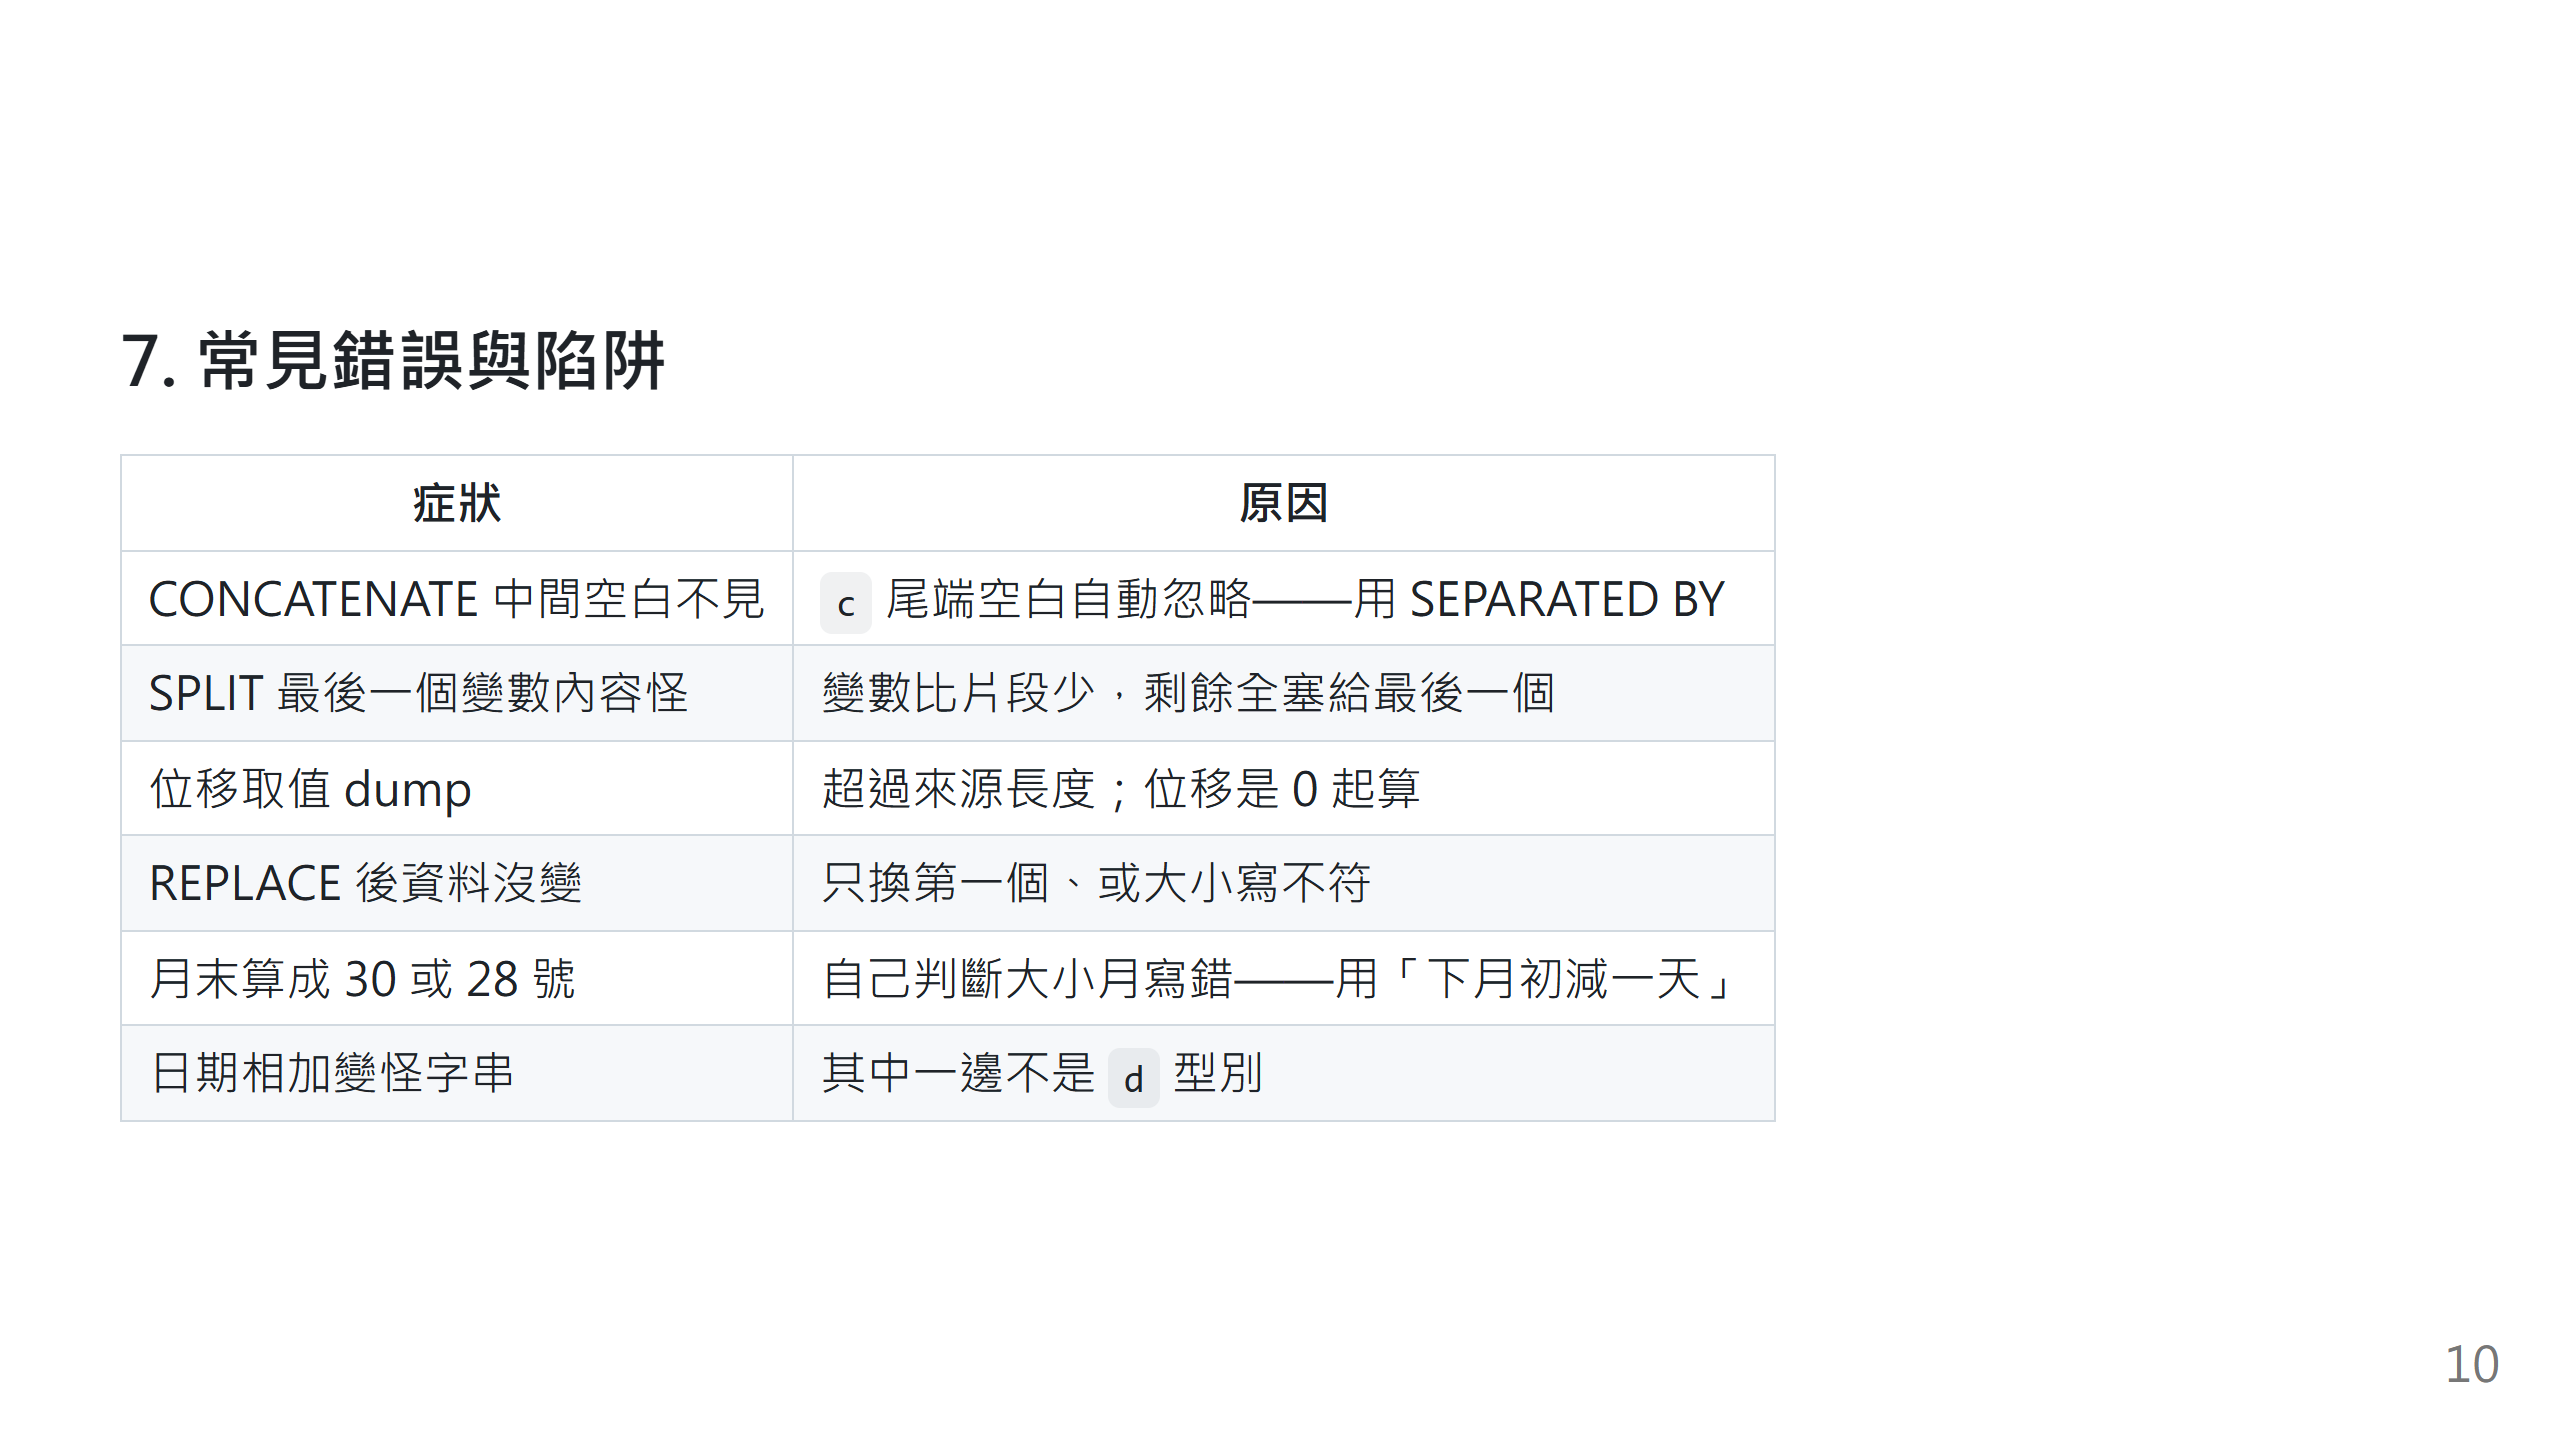 7. 常見錯誤與陷阱
症狀 原因
CONCATENATE 中間空白不見 c 尾端空白自動忽略——用 SEPARATED BY
SPLIT 最後一個變數內容怪 變數比片段少，剩餘全塞給最後一個
位移取值 dump 超過來源長度；位移是 0 起算
REPLACE 後資料沒變 只換第一個、或大小寫不符
月末算成 30 或 28 號 自己判斷大小月寫錯——用「下月初減一天」
日期相加變怪字串 其中一邊不是 d 型別
10